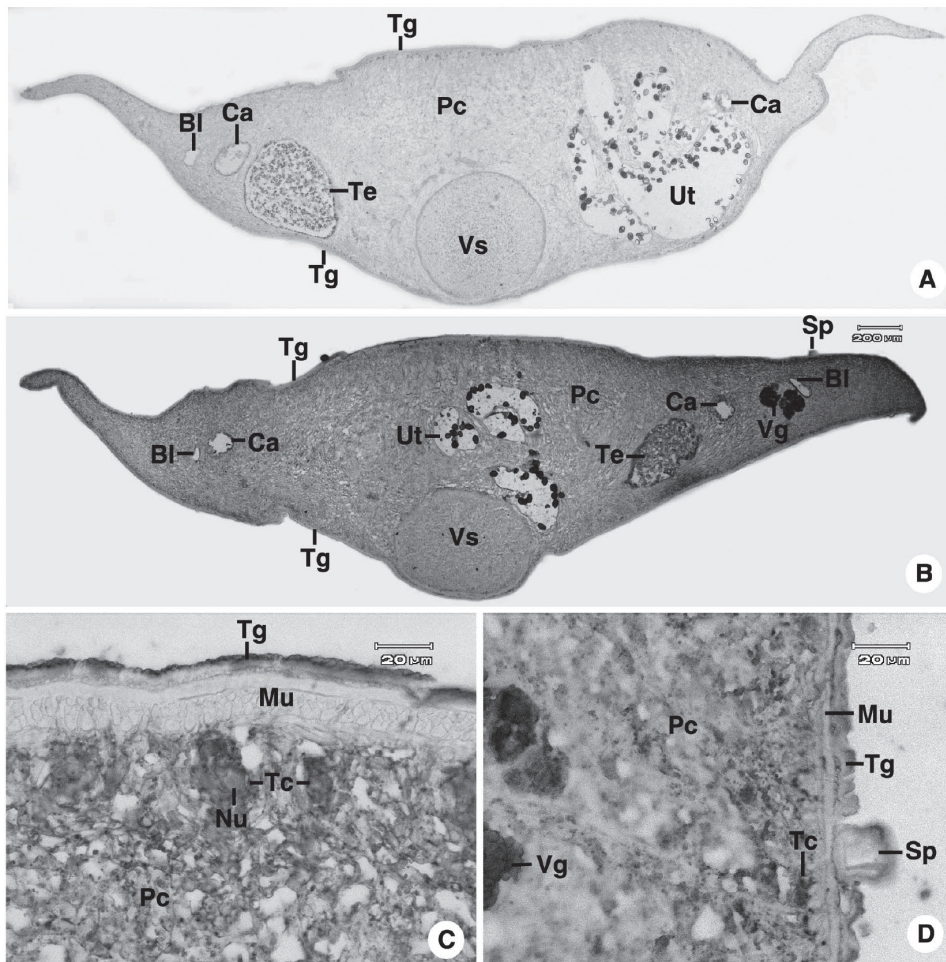 Tg
Pc
Ca
Bl
Ca
Te
Ut
Vs
Tg
A
Sp
200 µm
Tg
Pc
Bl
Ca
Ut
Vg
Ca
Te
Bl
Vs
Tg
B
Tg
20 µm
Mu
Tc
Nu
Pc
C
20 µm
Pc
Mu
Tg
Tc
Sp
Vg
D